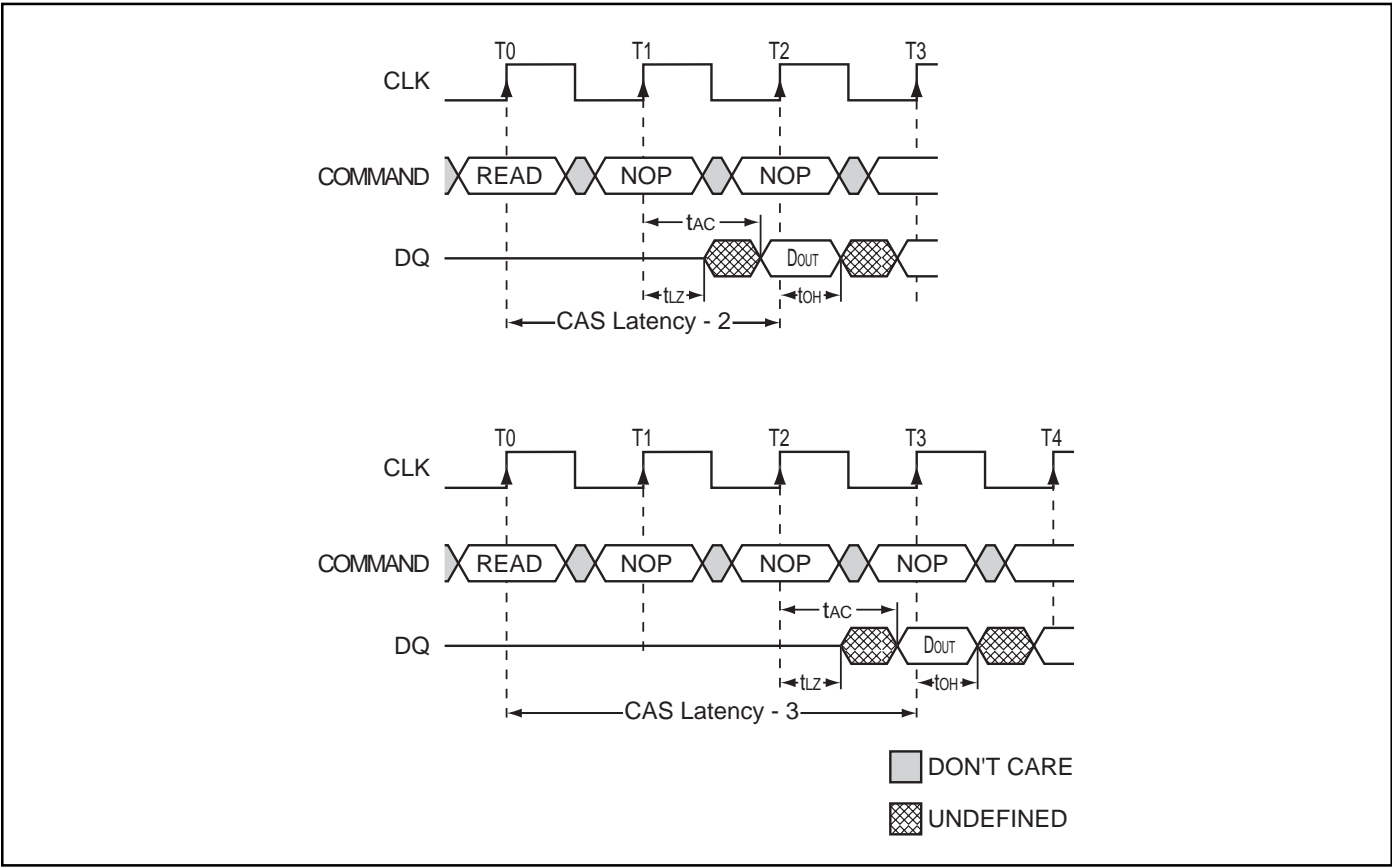 T0 T1 T2 T3
CLK
COMMAND READ NOP NOP
tAC
DQ DOUT
tLZ tOH
CAS Latency - 2
T0 T1 T2 T3 T4
CLK
COMMAND READ NOP NOP NOP
tAC
DQ DOUT
tLZ tOH
CAS Latency - 3
DON'T CARE
UNDEFINED